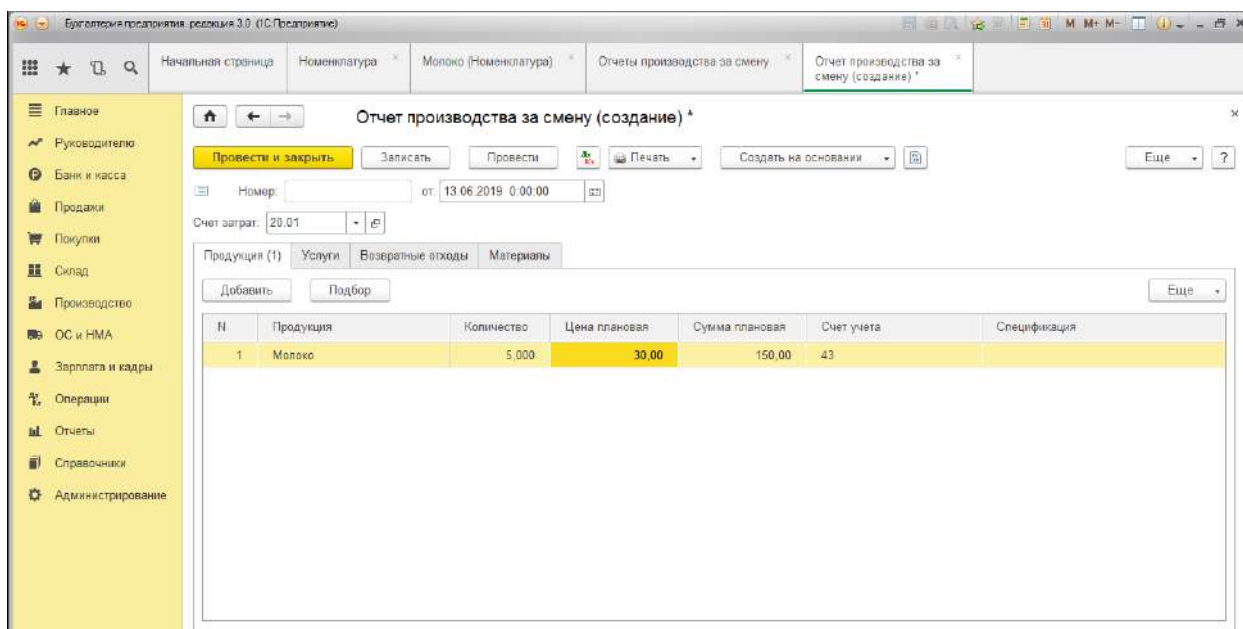 Бухгалтерия предприятия, редакция 3.0 (1С:Предприятие)
M M+ M-
Начальная страница
Номенклатура
Молоко (Номенклатура)
Отчеты производства за смену
Отчет производства за
смену (создание) *
Главное
Руководителю
Банк и касса
Продажи
Покупки
Склад
Производство
ОС и НМА
Зарплата и кадры
Операции
Отчеты
Справочники
Администрирование
Отчет производства за смену (создание) *
Провести и закрыть
Записать
Провести
Печать
Создать на основании
Еще
?
Номер:
от: 13.06.2019 0:00:00
Счет затрат: 20.01
Продукция (1)
Услуги
Возвратные отходы
Материалы
Добавить
Подбор
Еще
N Продукция Количество Цена плановая Сумма плановая Счет учета Спецификация
1 Молоко 5,000 30,00 150,00 43